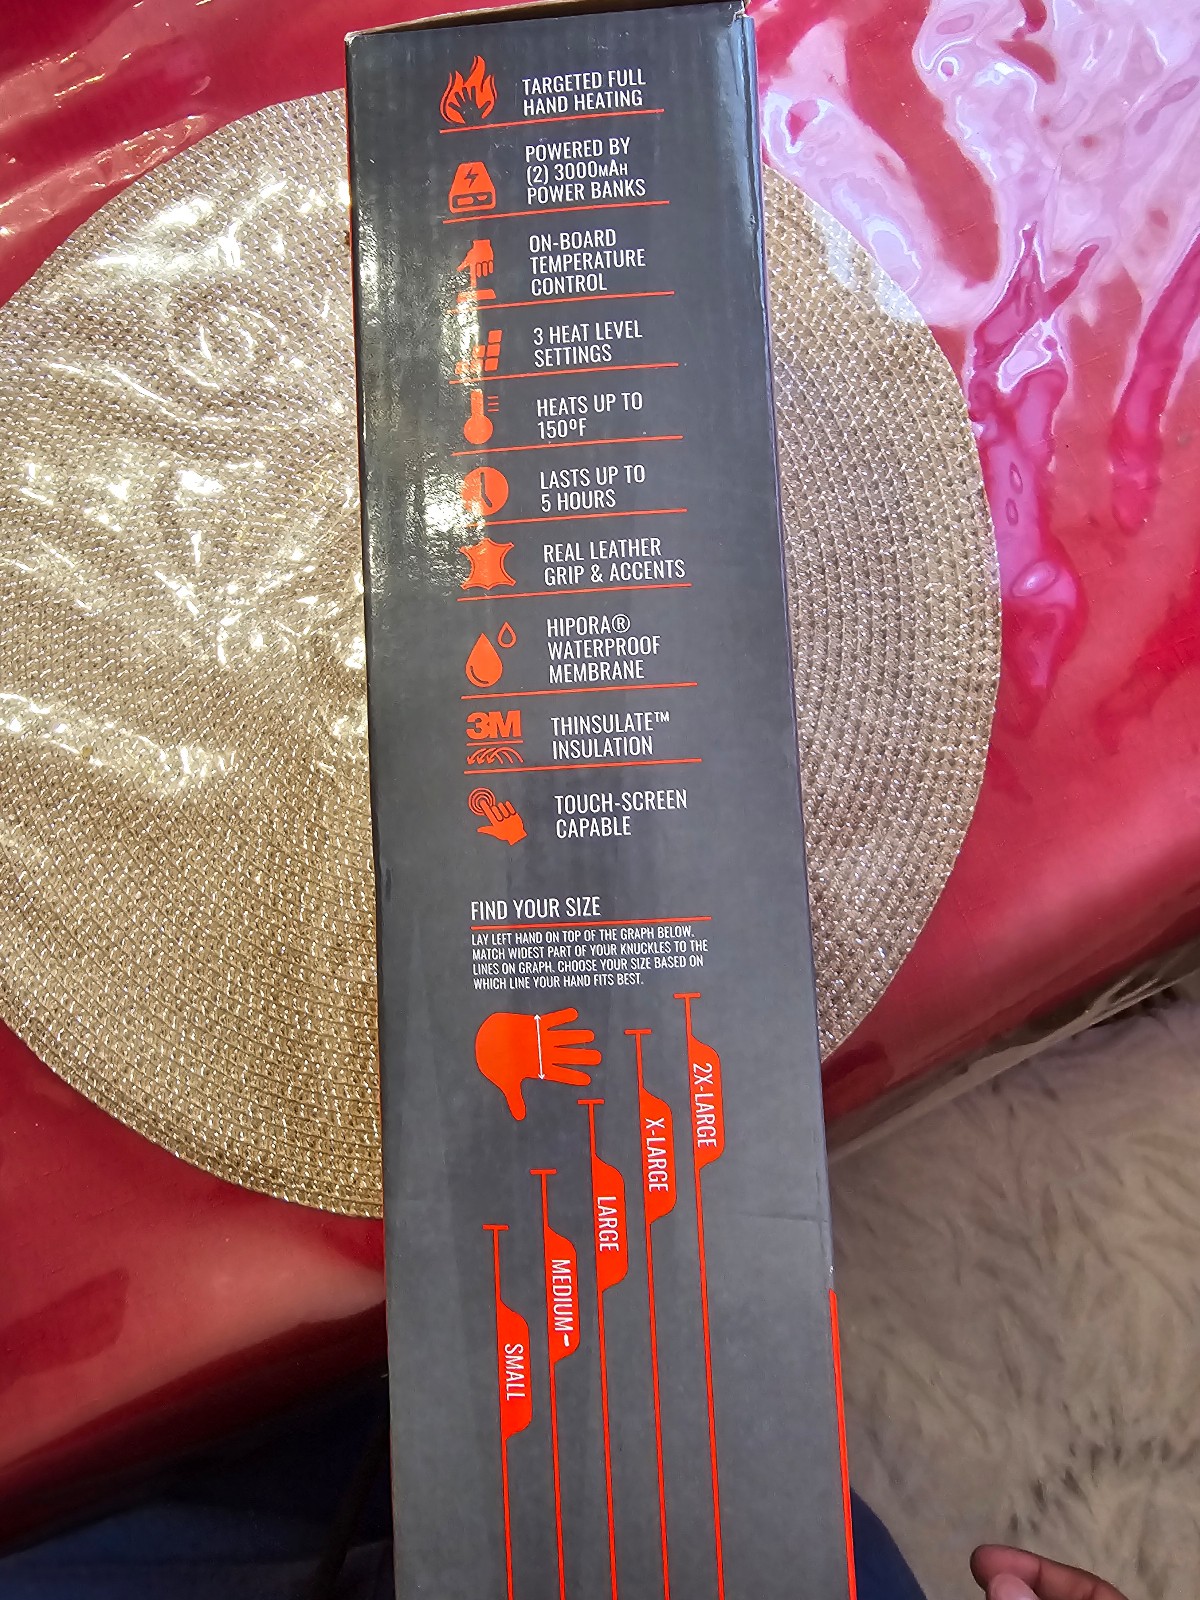 TARGETED FULL
HAND HEATING
POWERED BY
(2) 3000MAH
POWER BANKS
ON-BOARD
TEMPERATURE
CONTROL
3 HEAT LEVEL
SETTINGS
HEATS UP TO
150ºF
LASTS UP TO
5 HOURS
REAL LEATHER
GRIP & ACCENTS
HIPORA®
WATERPROOF
MEMBRANE
3M
THINSULATE™
INSULATION
TOUCH-SCREEN
CAPABLE
FIND YOUR SIZE
LAY LEFT HAND ON TOP OF THE GRAPH BELOW.
MATCH WIDEST PART OF YOUR KNUCKLES TO THE
LINES ON GRAPH. CHOOSE YOUR SIZE BASED ON
WHICH LINE YOUR HAND FITS BEST.
2X-LARGE
X-LARGE
LARGE
MEDIUM-
SMALL